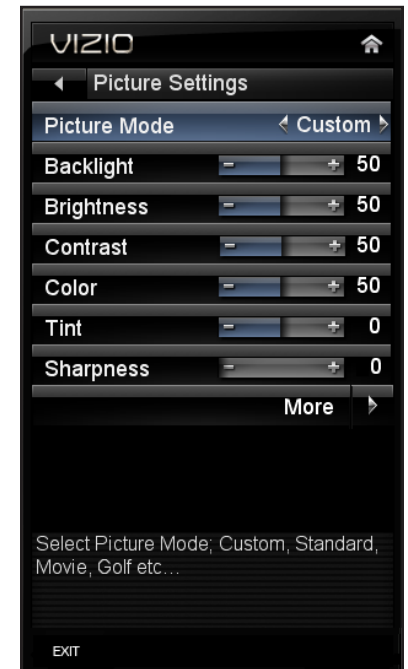 VIZIO
Picture Settings
Picture Mode Custom
Backlight - + 50
Brightness - + 50
Contrast - + 50
Color - + 50
Tint - + 0
Sharpness - + 0
More
Select Picture Mode; Custom, Standard,
Movie, Golf etc...
EXIT